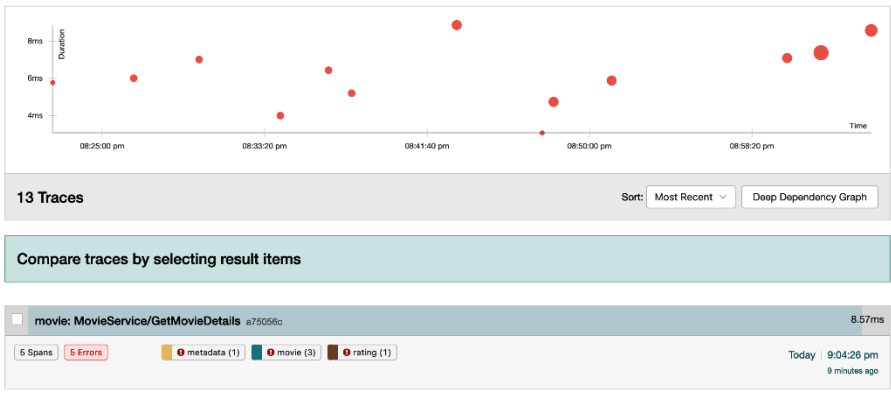 8ms
6ms
4ms
Duration
Time
08:25:00 pm 08:33:20 pm 08:41:40 pm 08:50:00 pm 08:58:20 pm
13 Traces Sort: Most Recent Deep Dependency Graph
Compare traces by selecting result items
movie: MovieService/GetMovieDetails a75056c 8.57ms
5 Spans 5 Errors metadata (1) movie (3) rating (1) Today 9:04:26 pm
9 minutes ago